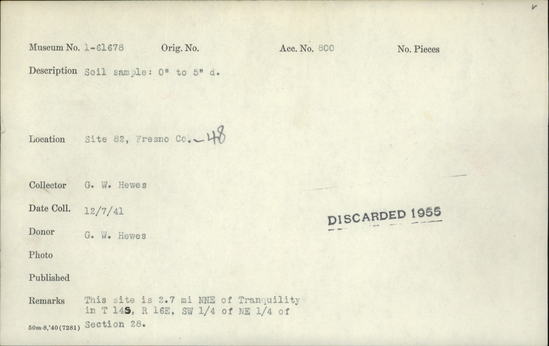 Museum No. 1-61678 Orig. No. Acc. No. 800 No. Pieces
Description Soil sample: 0" to 5" d.
Location Site 82, Fresno Co.-48
Collector G. W. Hewes
Date Coll. 12/7/41
DISCARDED 1955
Donor G. W. Hewes
Photo
Published
Remarks This site is 2.7 mi NNE of Tranquility
in T 14S, R 16E, SW 1/4 of NE 1/4 of
50m-8,'40(7281) Section 28.